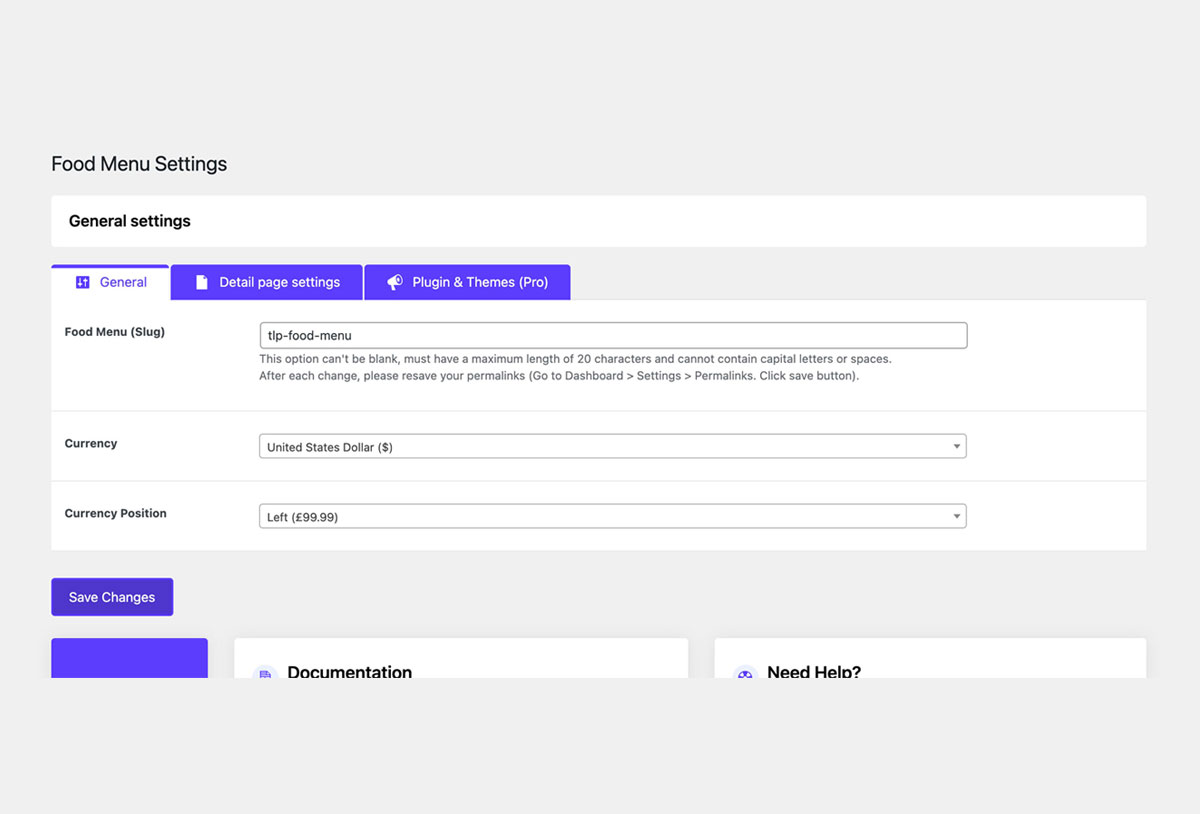 Food Menu Settings
General settings
General
Detail page settings
Plugin & Themes (Pro)
Food Menu (Slug)
tlp-food-menu
This option can't be blank, must have a maximum length of 20 characters and cannot contain capital letters or spaces.
After each change, please resave your permalinks (Go to Dashboard > Settings > Permalinks. Click save button).
Currency
United States Dollar ($)
Currency Position
Left (£99.99)
Save Changes
Documentation
Need Help?